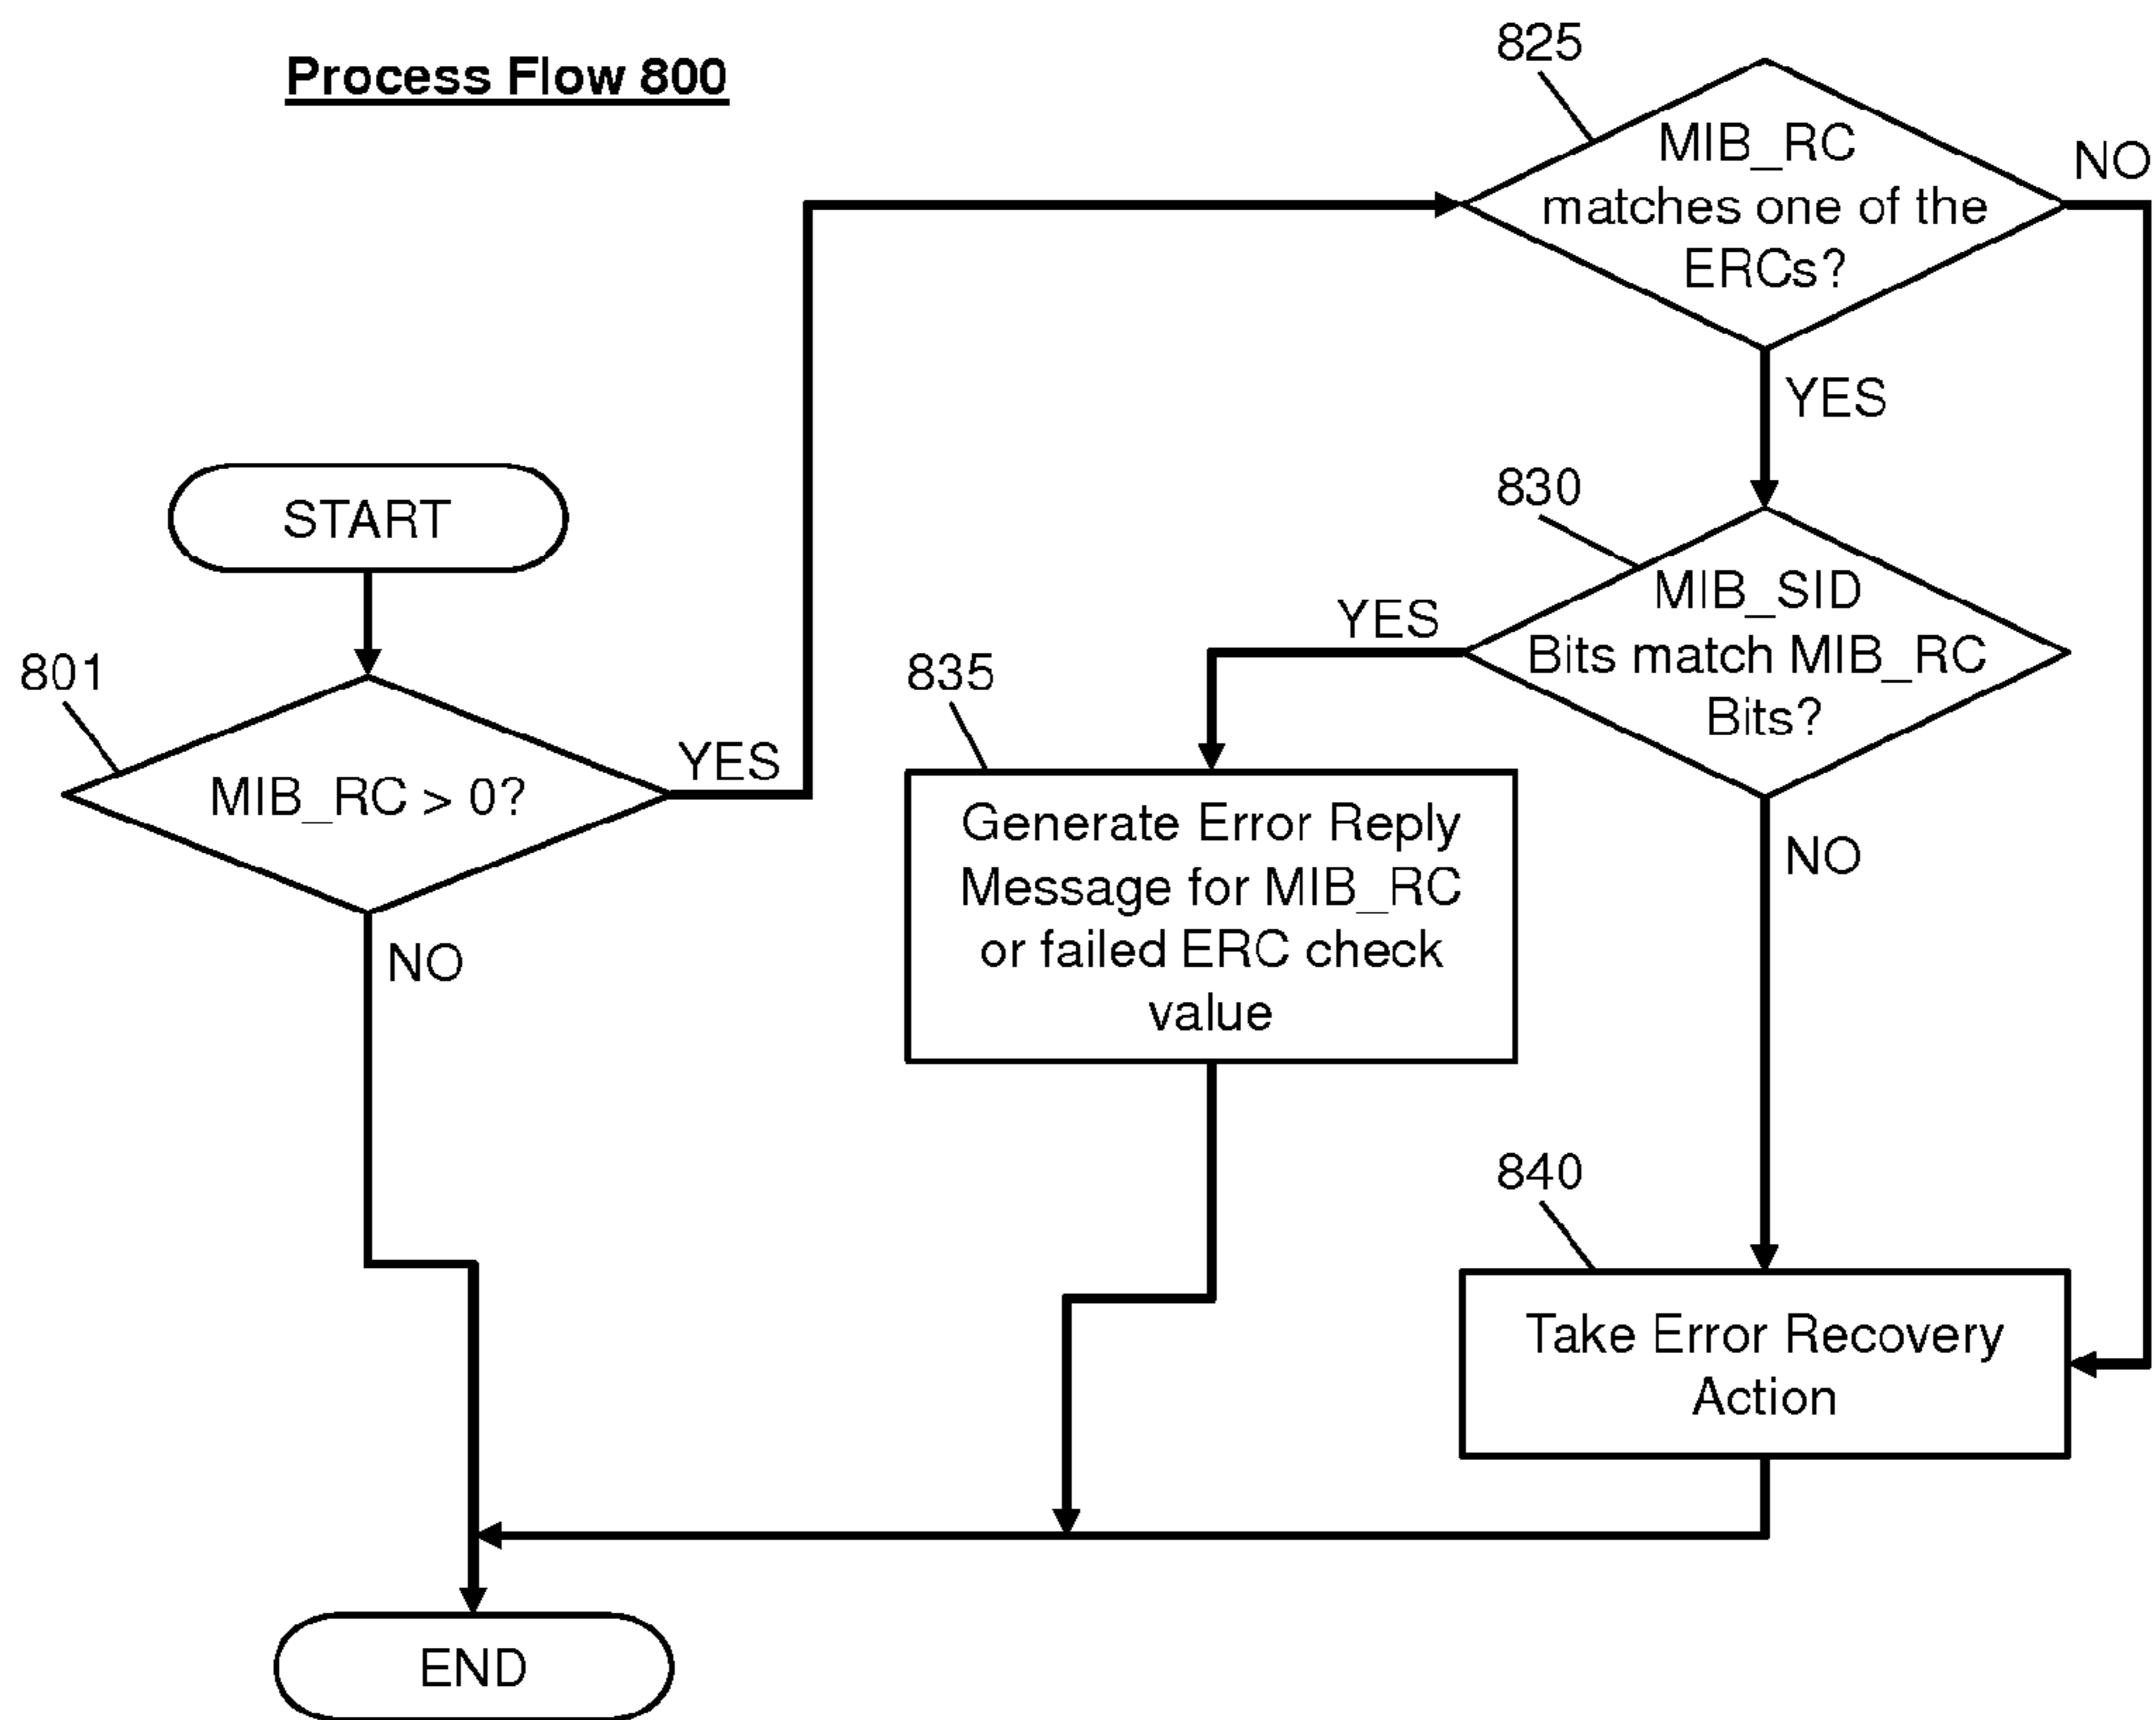 Process Flow 800
825
MIB_RC
matches one of the
ERCs?
NO
YES
START
830
MIB_SID
Bits match MIB_RC
Bits?
YES
NO
801
MIB_RC > 0?
YES
NO
835
Generate Error Reply
Message for MIB_RC
or failed ERC check
value
840
Take Error Recovery
Action
END